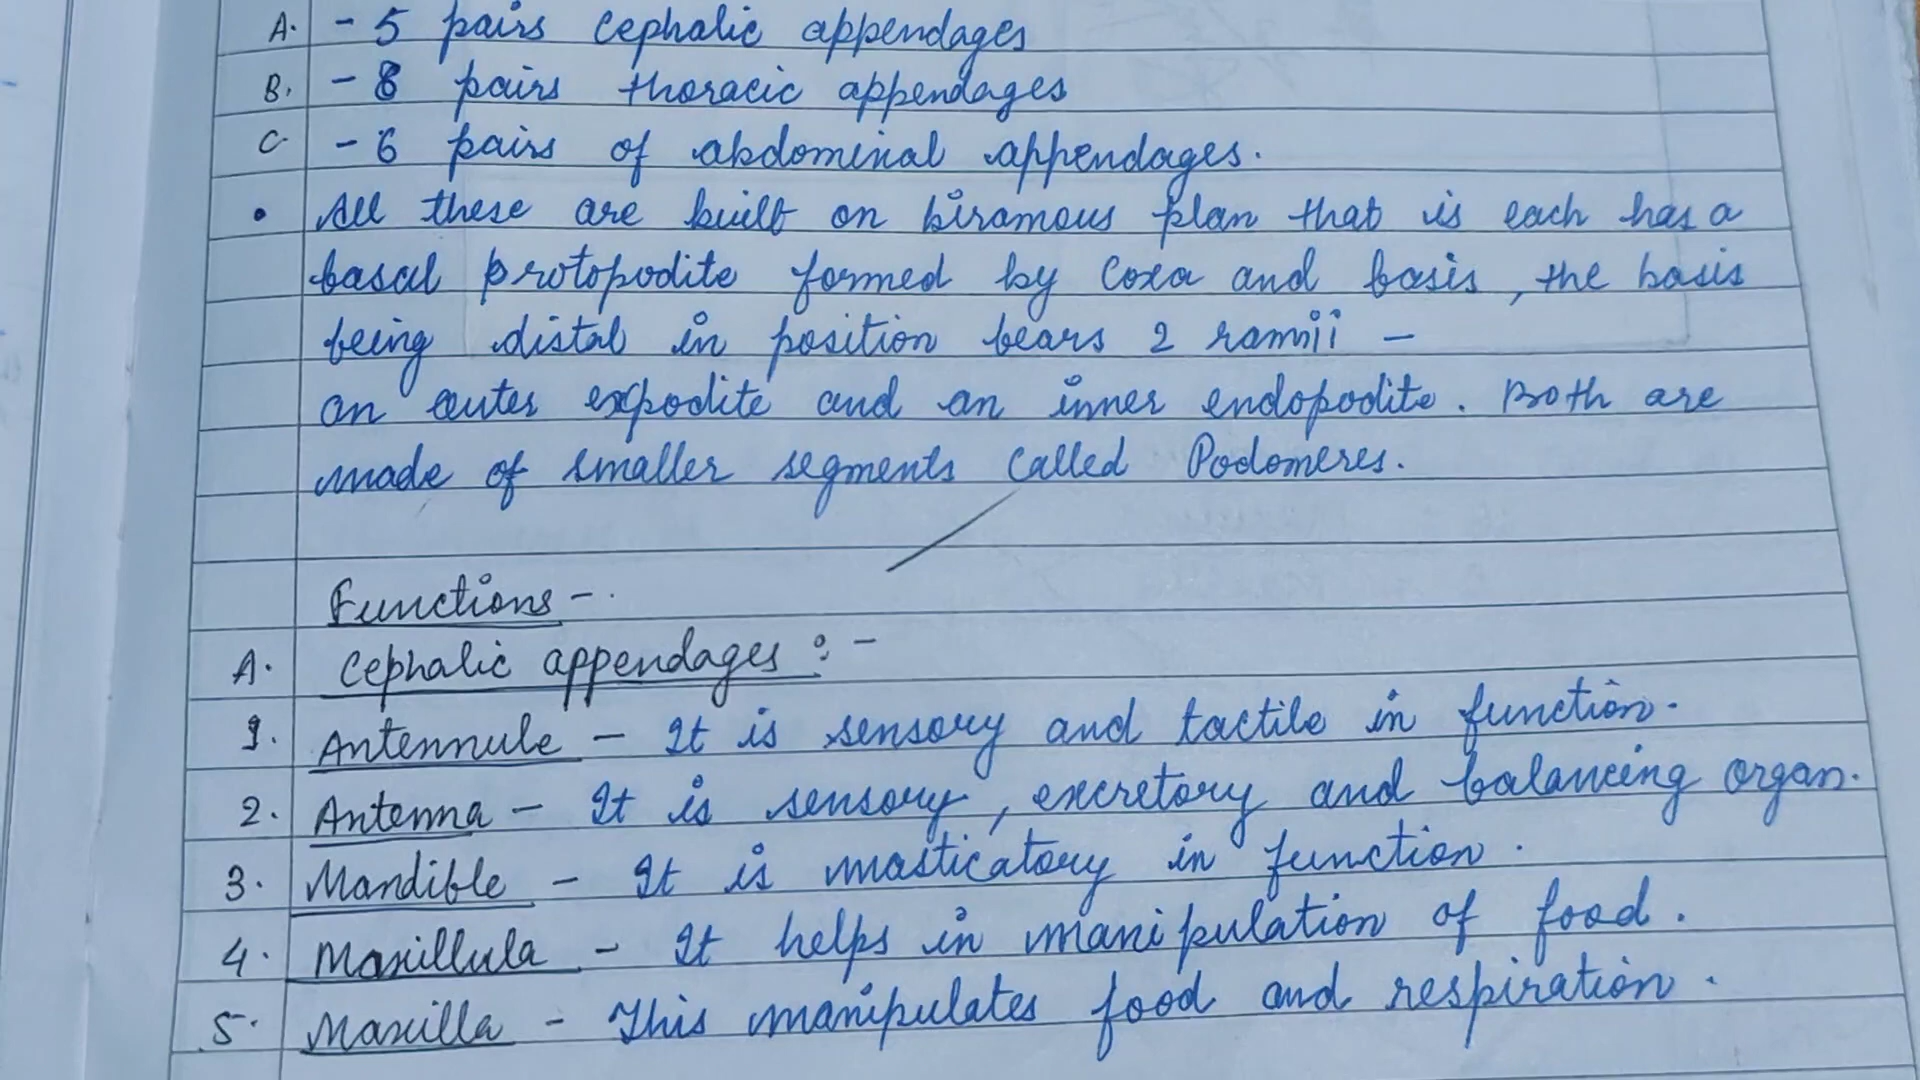 A. - 5 pairs cephalic appendages
B. - 8 pairs thoracic appendages
C - 6 pairs of abdominal appendages.
• All these are built on biramous plan that is each has a
basal protopodite formed by Coxa and basis, the basis
being distal in position bears 2 ramii -
an outer expodite and an inner endopodite. Both are
made of smaller segments called Podomeres.
Functions -.
A. Cephalic appendages :-
1. Antennule - It is sensory and tactile in function.
2. Antenna - It is sensory, excretory and balancing organ.
3. Mandible - It is masticatory in function.
4. Maxillula - It helps in manipulation of food.
5. Maxilla - This manipulates food and respiration.